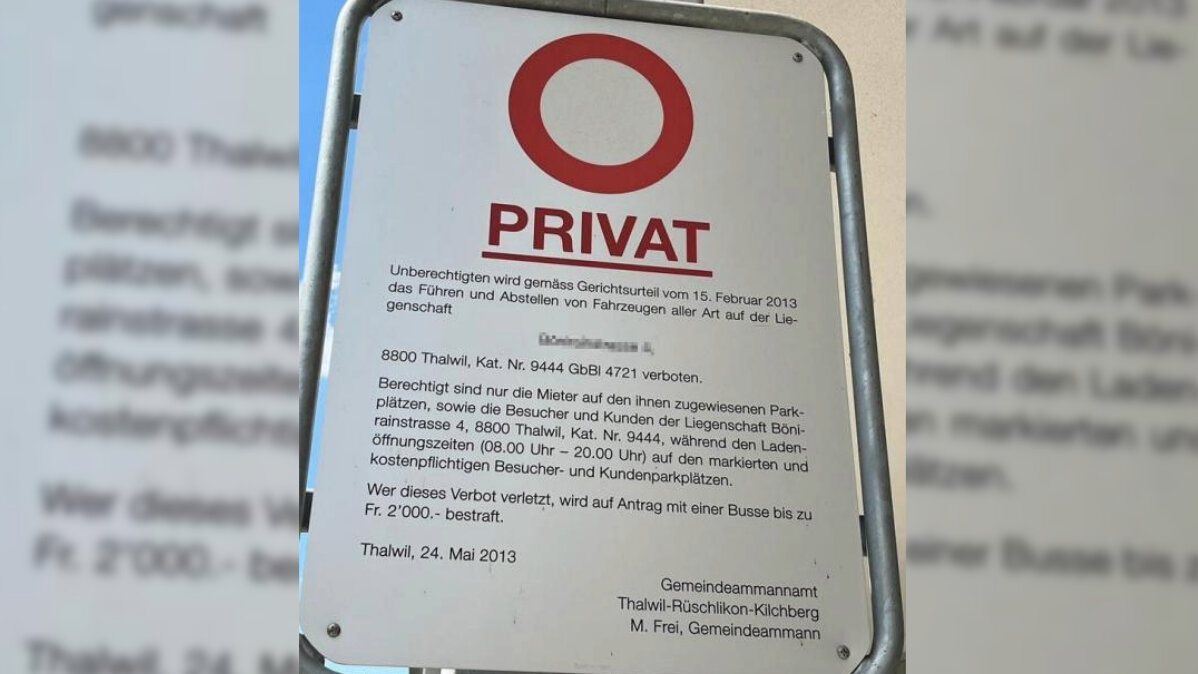 PRIVAT
Unberechtigten wird gemäss Gerichtsurteil vom 15. Februar 2013
das Führen und Abstellen von Fahrzeugen aller Art auf der Lie-
genschaft
8800 Thalwil, Kat. Nr. 9444 GbBl 4721 verboten.
Berechtigt sind nur die Mieter auf den ihnen zugewiesenen Park-
plätzen, sowie die Besucher und Kunden der Liegenschaft Böni-
rainstrasse 4, 8800 Thalwil, Kat. Nr. 9444, während den Laden-
öffnungszeiten (08.00 Uhr – 20.00 Uhr) auf den markierten und
kostenpflichtigen Besucher- und Kundenparkplätzen.
Wer dieses Verbot verletzt, wird auf Antrag mit einer Busse bis zu
Fr. 2'000.- bestraft.
Thalwil, 24. Mai 2013
Gemeindeammannamt
Thalwil-Rüschlikon-Kilchberg
M. Frei, Gemeindeammann